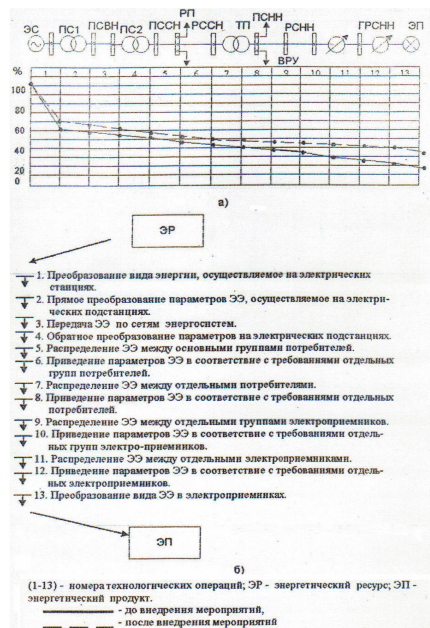 РП
ПСНН
ЭС ПС1 ПСВН ПС2 ПССН РССН ТП РСНН ГРСНН ЭП
ВРУ
% 1 2 3 4 5 6 7 8 9 10 11 12 13
100
80
60
40
20
0
а)
ЭР
1. Преобразование вида энергии, осуществляемое на электрических
станциях.
2. Прямое преобразование параметров ЭЭ, осуществляемое на электри-
ческих подстанциях.
3. Передача ЭЭ по сетям энергосистем.
4. Обратное преобразование параметров на электрических подстанциях.
5. Распределение ЭЭ между основными группами потребителей.
6. Приведение параметров ЭЭ в соответствие с требованиями отдельных
групп потребителей.
7. Распределение ЭЭ между отдельными потребителями.
8. Приведение параметров ЭЭ в соответствие с требованиями отдельных
потребителей.
9. Распределение ЭЭ между отдельными группами электроприемников.
10. Приведение параметров ЭЭ в соответствие с требованиями отдель-
ных групп электро-приемников.
11. Распределение ЭЭ между отдельными электроприемниками.
12. Приведение параметров ЭЭ в соответствие с требованиями отдель-
ных электроприемников.
13. Преобразование вида ЭЭ в электроприемниках.
ЭП
б)
(1-13) - номера технологических операций; ЭР - энергетический ресурс; ЭП -
энергетический продукт.
- до внедрения мероприятий,
- после внедрения мероприятий